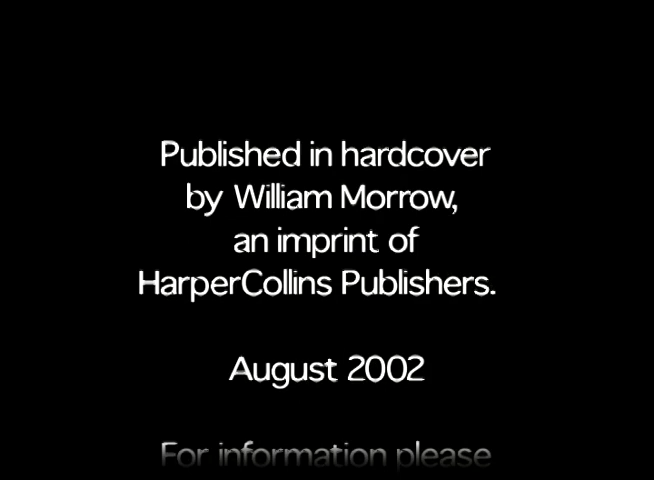 Published in hardcover
by William Morrow,
an imprint of
HarperCollins Publishers.
August 2002
For information please